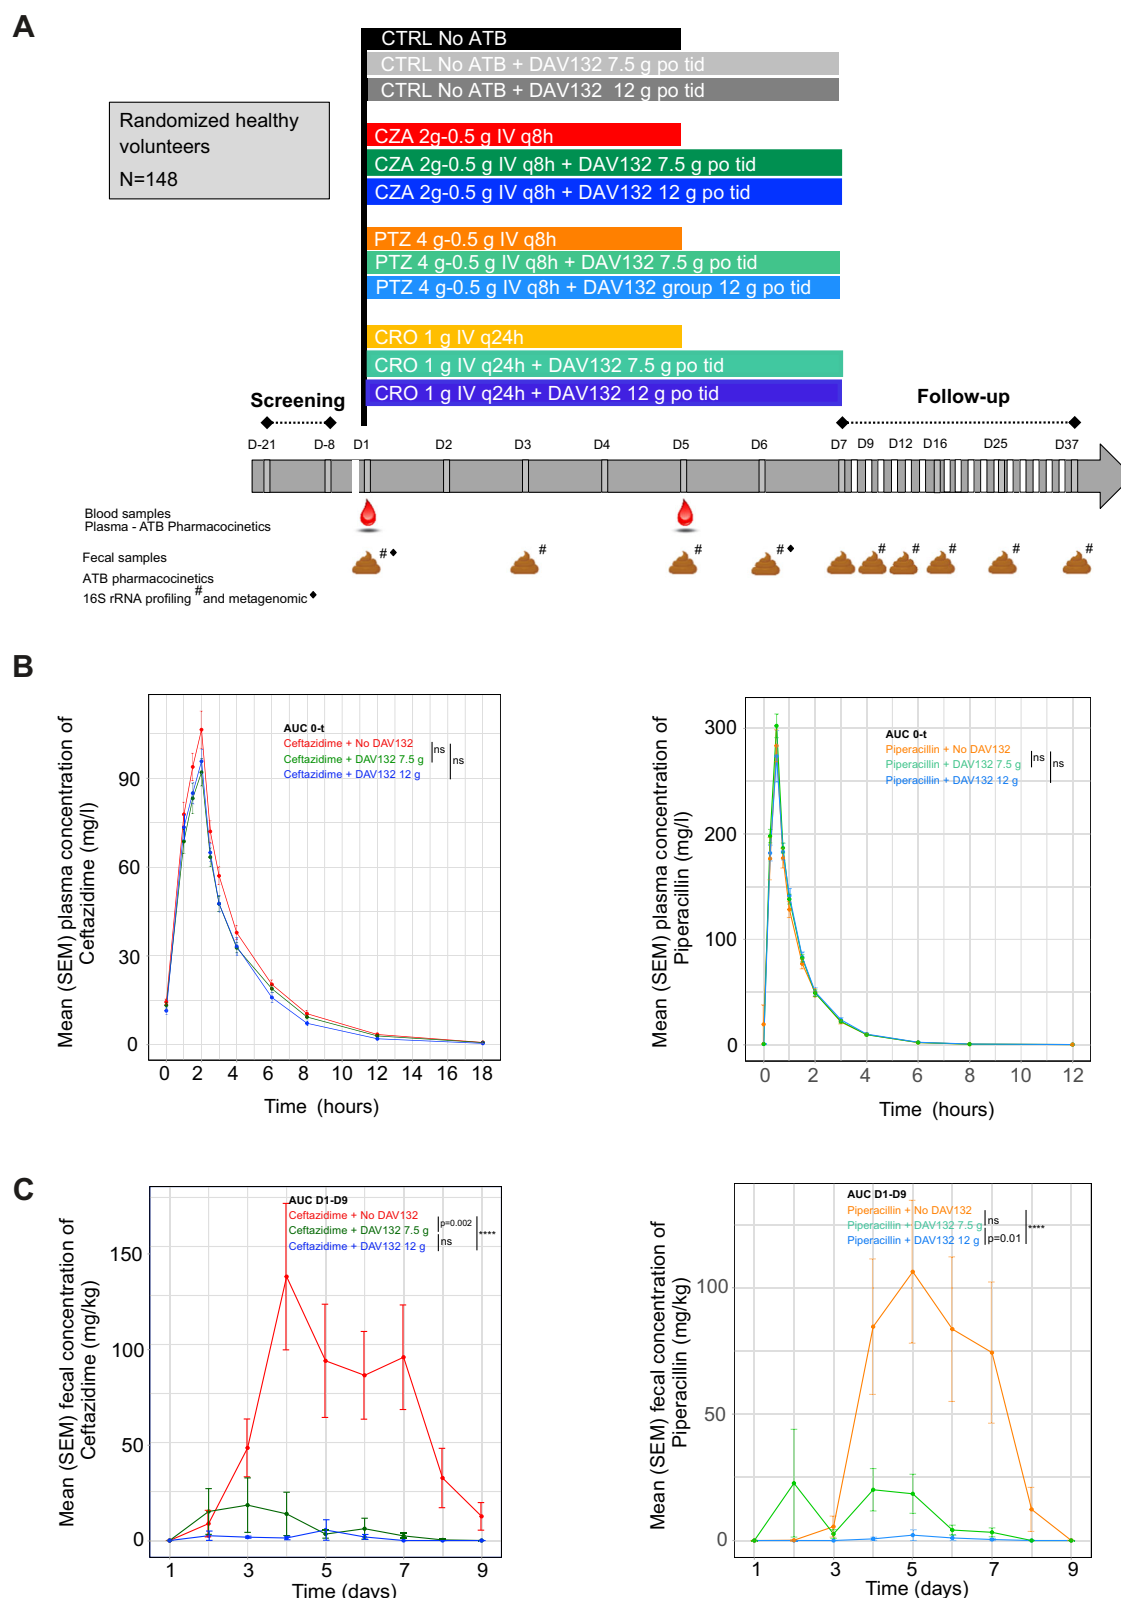 A
CTRL No ATB
CTRL No ATB + DAV132 7.5 g po tid
CTRL No ATB + DAV132 12 g po tid
Randomized healthy
volunteers
N=148
CZA 2g-0.5 g IV q8h
CZA 2g-0.5 g IV q8h + DAV132 7.5 g po tid
CZA 2g-0.5 g IV q8h + DAV132 12 g po tid
PTZ 4 g-0.5 g IV q8h
PTZ 4 g-0.5 g IV q8h + DAV132 7.5 g po tid
PTZ 4 g-0.5 g IV q8h + DAV132 group 12 g po tid
CRO 1 g IV q24h
CRO 1 g IV q24h + DAV132 7.5 g po tid
CRO 1 g IV q24h + DAV132 12 g po tid
Screening
Follow-up
D-21 D-8 D1 D2 D3 D4 D5 D6 D7 D9 D12 D16 D25 D37
Blood samples
Plasma - ATB Pharmacocinetics
Fecal samples
# # # # # # # # #
ATB pharmacocinetics
16S rRNA profiling # and metagenomic
B
Mean (SEM) plasma concentration of
Ceftazidime (mg/l)
AUC 0-t
Ceftazidime + No DAV132
Ceftazidime + DAV132 7.5 g
Ceftazidime + DAV132 12 g
ns
ns
90
60
30
0
0 2 4 6 8 10 12 14 16 18
Time (hours)
Mean (SEM) plasma concentration of
Piperacillin (mg/l)
AUC 0-t
Piperacillin + No DAV132
Piperacillin + DAV132 7.5 g
Piperacillin + DAV132 12 g
ns
ns
300
200
100
0
0 2 4 6 8 10 12
Time (hours)
C
Mean (SEM) fecal concentration of
Ceftazidime (mg/kg)
AUC D1-D9
Ceftazidime + No DAV132
Ceftazidime + DAV132 7.5 g
Ceftazidime + DAV132 12 g
p=0.002
ns
****
150
100
50
0
1 3 5 7 9
Time (days)
Mean (SEM) fecal concentration of
Piperacillin (mg/kg)
AUC D1-D9
Piperacillin + No DAV132
Piperacillin + DAV132 7.5 g
Piperacillin + DAV132 12 g
ns
p=0.01
****
100
50
0
1 3 5 7 9
Time (days)